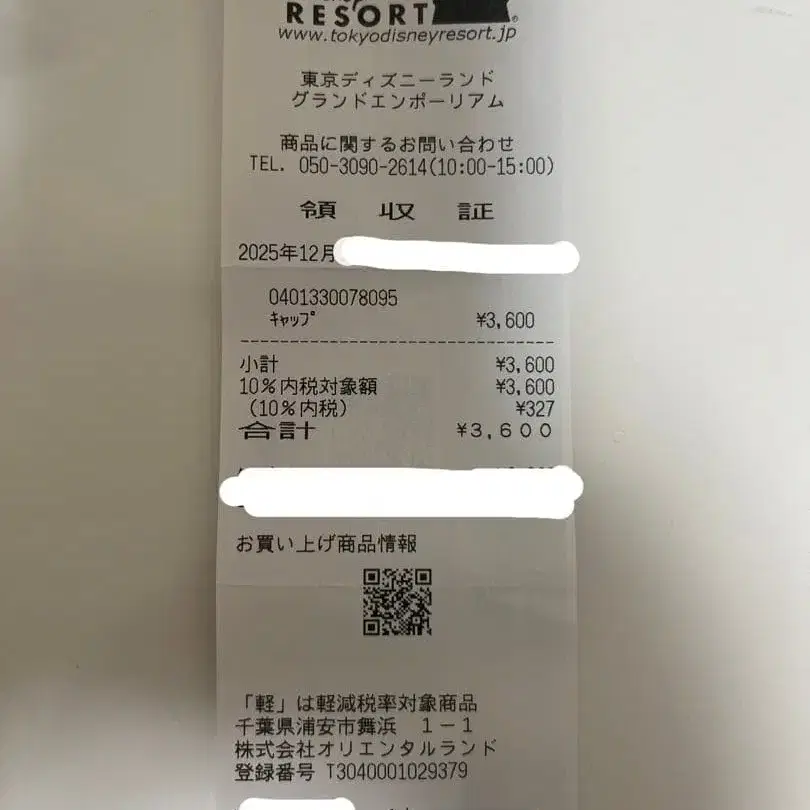 RESORT
www.tokyodisneyresort.jp
東京ディズニーランド
グランドエンポーリアム
商品に関するお問い合わせ
TEL. 050-3090-2614(10:00-15:00)
領 収 証
2025年12月
0401330078095
ｷｬｯﾌﾟ ¥3,600
小計 ¥3,600
10％内税対象額 ¥3,600
（10％内税） ¥327
合計 ¥3,600
お買い上げ商品情報
「軽」は軽減税率対象商品
千葉県浦安市舞浜　１－１
株式会社オリエンタルランド
登録番号 T3040001029379